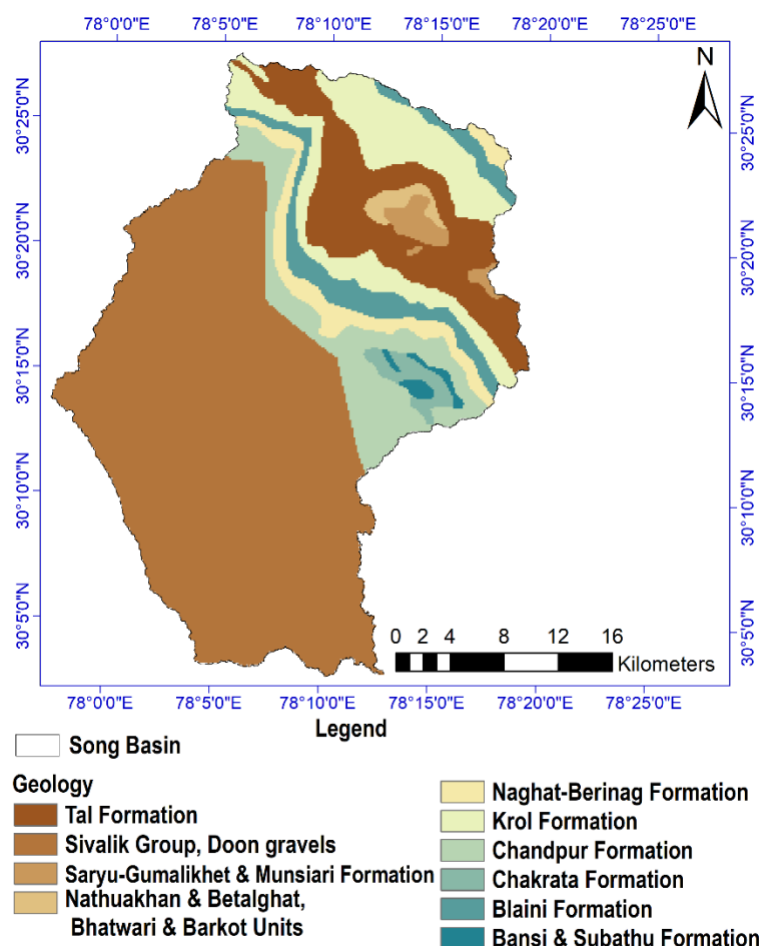 78°0'0"E 78°5'0"E 78°10'0"E 78°15'0"E 78°20'0"E 78°25'0"E
N
30°25'0"N 30°25'0"N
30°20'0"N 30°20'0"N
30°15'0"N 30°15'0"N
30°10'0"N 30°10'0"N
30°5'0"N 30°5'0"N
0 2 4 8 12 16
Kilometers
78°0'0"E 78°5'0"E 78°10'0"E 78°15'0"E 78°20'0"E 78°25'0"E
Legend
Song Basin
Geology
Tal Formation
Sivalik Group, Doon gravels
Saryu-Gumalikhet & Munsiari Formation
Nathuakhan & Betalghat,
Bhatwari & Barkot Units
Naghat-Berinag Formation
Krol Formation
Chandpur Formation
Chakrata Formation
Blaini Formation
Bansi & Subathu Formation